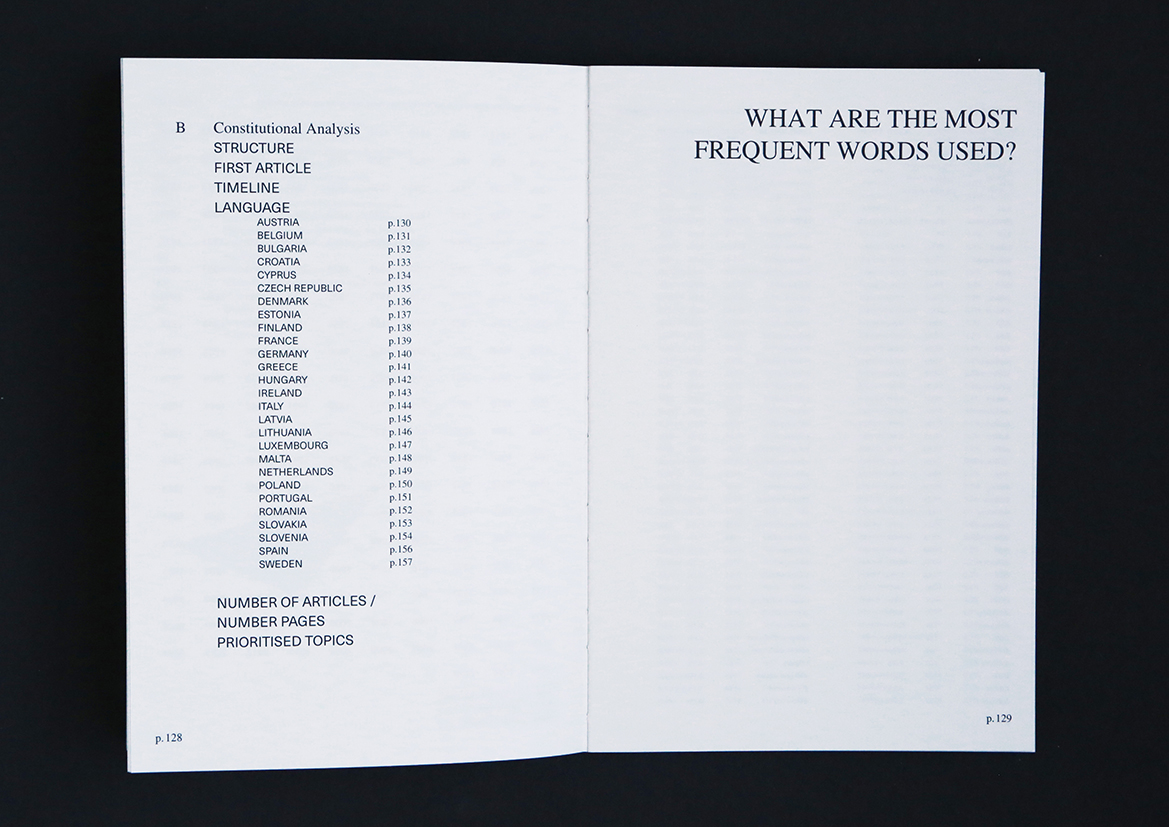 B Constitutional Analysis
STRUCTURE
FIRST ARTICLE
TIMELINE
LANGUAGE
AUSTRIA p.130
BELGIUM p.131
BULGARIA p.132
CROATIA p.133
CYPRUS p.134
CZECH REPUBLIC p.135
DENMARK p.136
ESTONIA p.137
FINLAND p.138
FRANCE p.139
GERMANY p.140
GREECE p.141
HUNGARY p.142
IRELAND p.143
ITALY p.144
LATVIA p.145
LITHUANIA p.146
LUXEMBOURG p.147
MALTA p.148
NETHERLANDS p.149
POLAND p.150
PORTUGAL p.151
ROMANIA p.152
SLOVAKIA p.153
SLOVENIA p.154
SPAIN p.156
SWEDEN p.157
NUMBER OF ARTICLES /
NUMBER PAGES
PRIORITISED TOPICS
p. 128
WHAT ARE THE MOST
FREQUENT WORDS USED?
p. 129